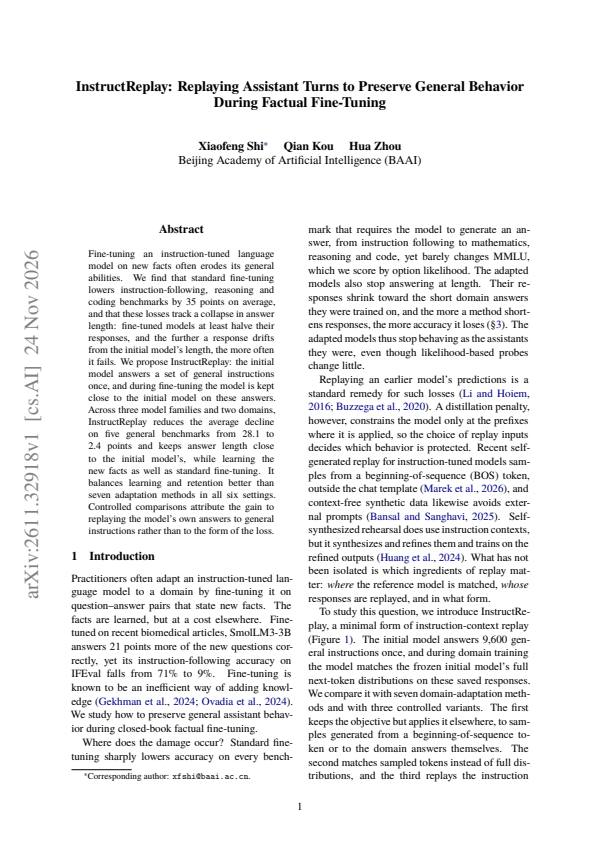 InstructReplay: Replaying Assistant Turns to Preserve General Behavior
During Factual Fine-Tuning
Xiaofeng Shi* Qian Kou Hua Zhou
Beijing Academy of Artificial Intelligence (BAAI)
arXiv:2611.32918v1 [cs.AI] 24 Nov 2026
Abstract
Fine-tuning an instruction-tuned language
model on new facts often erodes its general
abilities. We find that standard fine-tuning
lowers instruction-following, reasoning and
coding benchmarks by 35 points on average,
and that these losses track a collapse in answer
length: fine-tuned models at least halve their
responses, and the further a response drifts
from the initial model's length, the more often
it fails. We propose InstructReplay: the initial
model answers a set of general instructions
once, and during fine-tuning the model is kept
close to the initial model on these answers.
Across three model families and two domains,
InstructReplay reduces the average decline
on five general benchmarks from 28.1 to
2.4 points and keeps answer length close
to the initial model's, while learning the
new facts as well as standard fine-tuning. It
balances learning and retention better than
seven adaptation methods in all six settings.
Controlled comparisons attribute the gain to
replaying the model's own answers to general
instructions rather than to the form of the loss.
1 Introduction
Practitioners often adapt an instruction-tuned lan-
guage model to a domain by fine-tuning it on
question–answer pairs that state new facts. The
facts are learned, but at a cost elsewhere. Fine-
tuned on recent biomedical articles, SmolLM3-3B
answers 21 points more of the new questions cor-
rectly, yet its instruction-following accuracy on
IFEval falls from 71% to 9%. Fine-tuning is
known to be an inefficient way of adding knowl-
edge (Gekhman et al., 2024; Ovadia et al., 2024).
We study how to preserve general assistant behav-
ior during closed-book factual fine-tuning.
Where does the damage occur? Standard fine-
tuning sharply lowers accuracy on every bench-
*Corresponding author: xfshi@baai.ac.cn.
mark that requires the model to generate an an-
swer, from instruction following to mathematics,
reasoning and code, yet barely changes MMLU,
which we score by option likelihood. The adapted
models also stop answering at length. Their re-
sponses shrink toward the short domain answers
they were trained on, and the more a method short-
ens responses, the more accuracy it loses (§3). The
adapted models thus stop behaving as the assistants
they were, even though likelihood-based probes
change little.
Replaying an earlier model's predictions is a
standard remedy for such losses (Li and Hoiem,
2016; Buzzega et al., 2020). A distillation penalty,
however, constrains the model only at the prefixes
where it is applied, so the choice of replay inputs
decides which behavior is protected. Recent self-
generated replay for instruction-tuned models sam-
ples from a beginning-of-sequence (BOS) token,
outside the chat template (Marek et al., 2026), and
context-free synthetic data likewise avoids exter-
nal prompts (Bansal and Sanghavi, 2025). Self-
synthesized rehearsal does use instruction contexts,
but it synthesizes and refines them and trains on the
refined outputs (Huang et al., 2024). What has not
been isolated is which ingredients of replay mat-
ter: where the reference model is matched, whose
responses are replayed, and in what form.
To study this question, we introduce InstructRe-
play, a minimal form of instruction-context replay
(Figure 1). The initial model answers 9,600 gen-
eral instructions once, and during domain training
the model matches the frozen initial model's full
next-token distributions on these saved responses.
We compare it with seven domain-adaptation meth-
ods and with three controlled variants. The first
keeps the objective but applies it elsewhere, to sam-
ples generated from a beginning-of-sequence to-
ken or to the domain answers themselves. The
second matches sampled tokens instead of full dis-
tributions, and the third replays the instruction
1